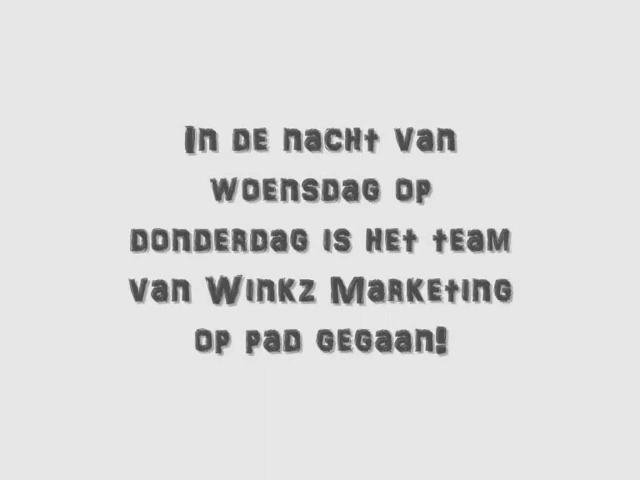 In de nacht van
woensdag op
donderdag is het team
van Winkz Marketing
op pad gegaan!